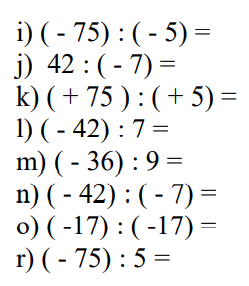 i) ( - 75) : ( - 5) =
j) 42 : ( - 7) =
k) ( + 75 ) : ( + 5) =
l) ( - 42) : 7 =
m) ( - 36) : 9 =
n) ( - 42) : ( - 7) =
o) ( -17) : ( -17) =
r) ( - 75) : 5 =